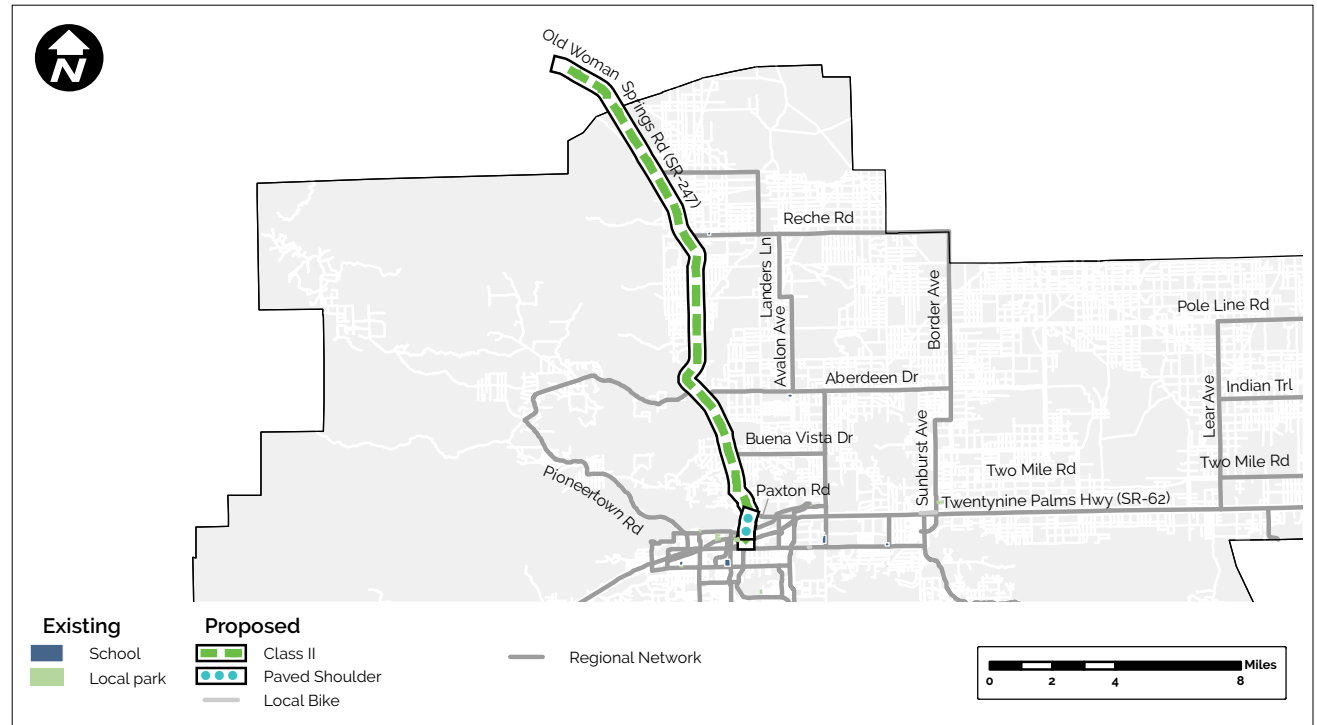 N
Old Woman Springs Rd (SR-247)
Reche Rd
Landers Ln
Avalon Ave
Border Ave
Pole Line Rd
Aberdeen Dr
Indian Trl
Lear Ave
Buena Vista Dr
Sunburst Ave
Two Mile Rd
Two Mile Rd
Pioneertown Rd
Paxton Rd
Twentynine Palms Hwy (SR-62)
Existing
School
Local park
Proposed
Class II
Paved Shoulder
Local Bike
Regional Network
Miles
0 2 4 8